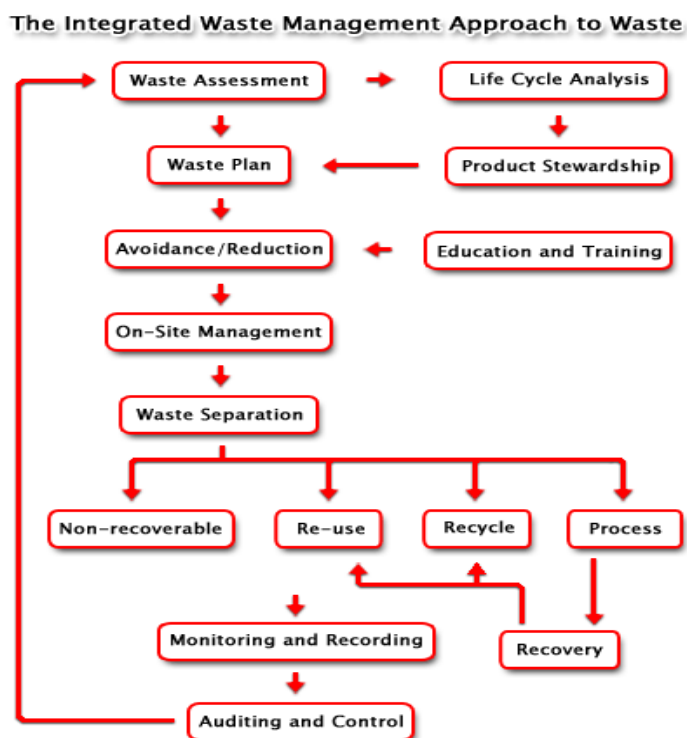 The Integrated Waste Management Approach to Waste
Waste Assessment
Life Cycle Analysis
Waste Plan
Product Stewardship
Avoidance/Reduction
Education and Training
On-Site Management
Waste Separation
Non-recoverable
Re-use
Recycle
Process
Monitoring and Recording
Recovery
Auditing and Control